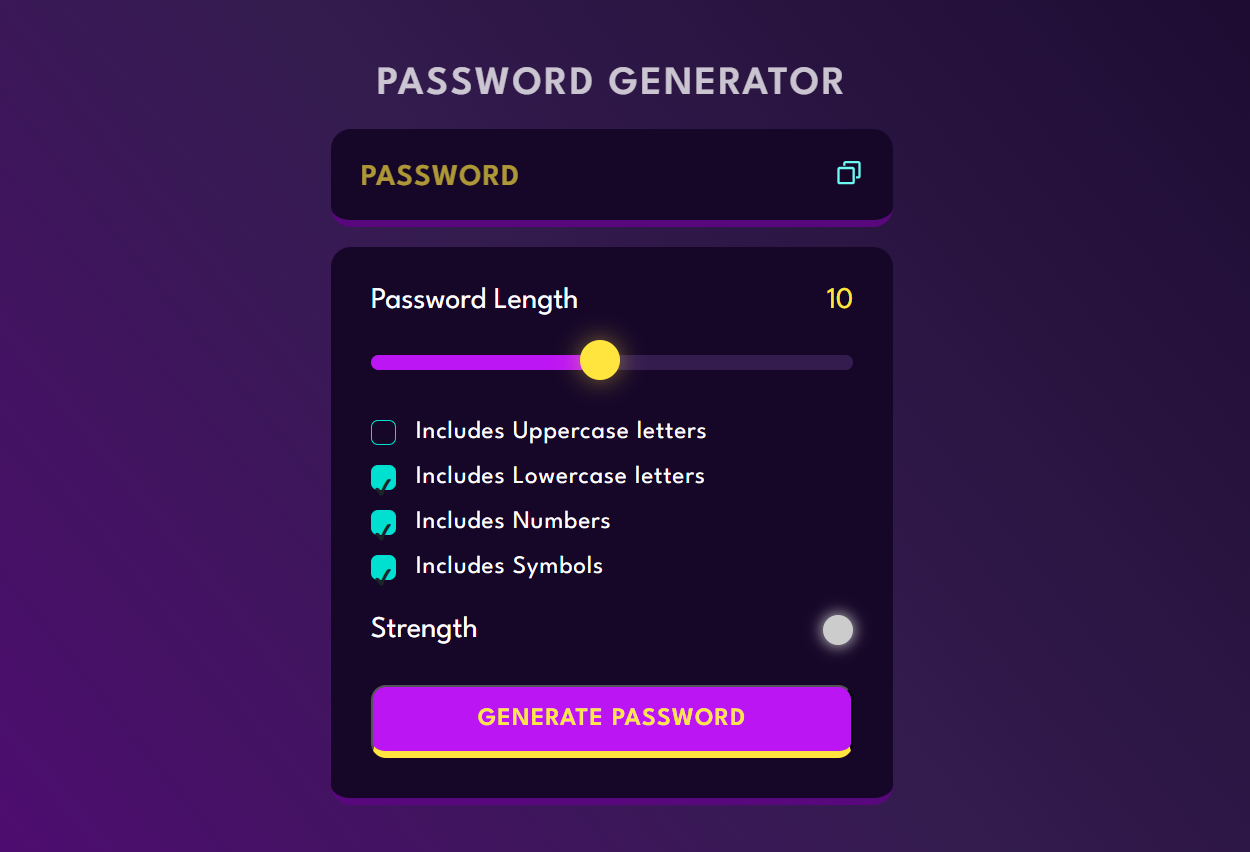 PASSWORD GENERATOR
PASSWORD
Password Length 10
Includes Uppercase letters
Includes Lowercase letters
Includes Numbers
Includes Symbols
Strength
GENERATE PASSWORD